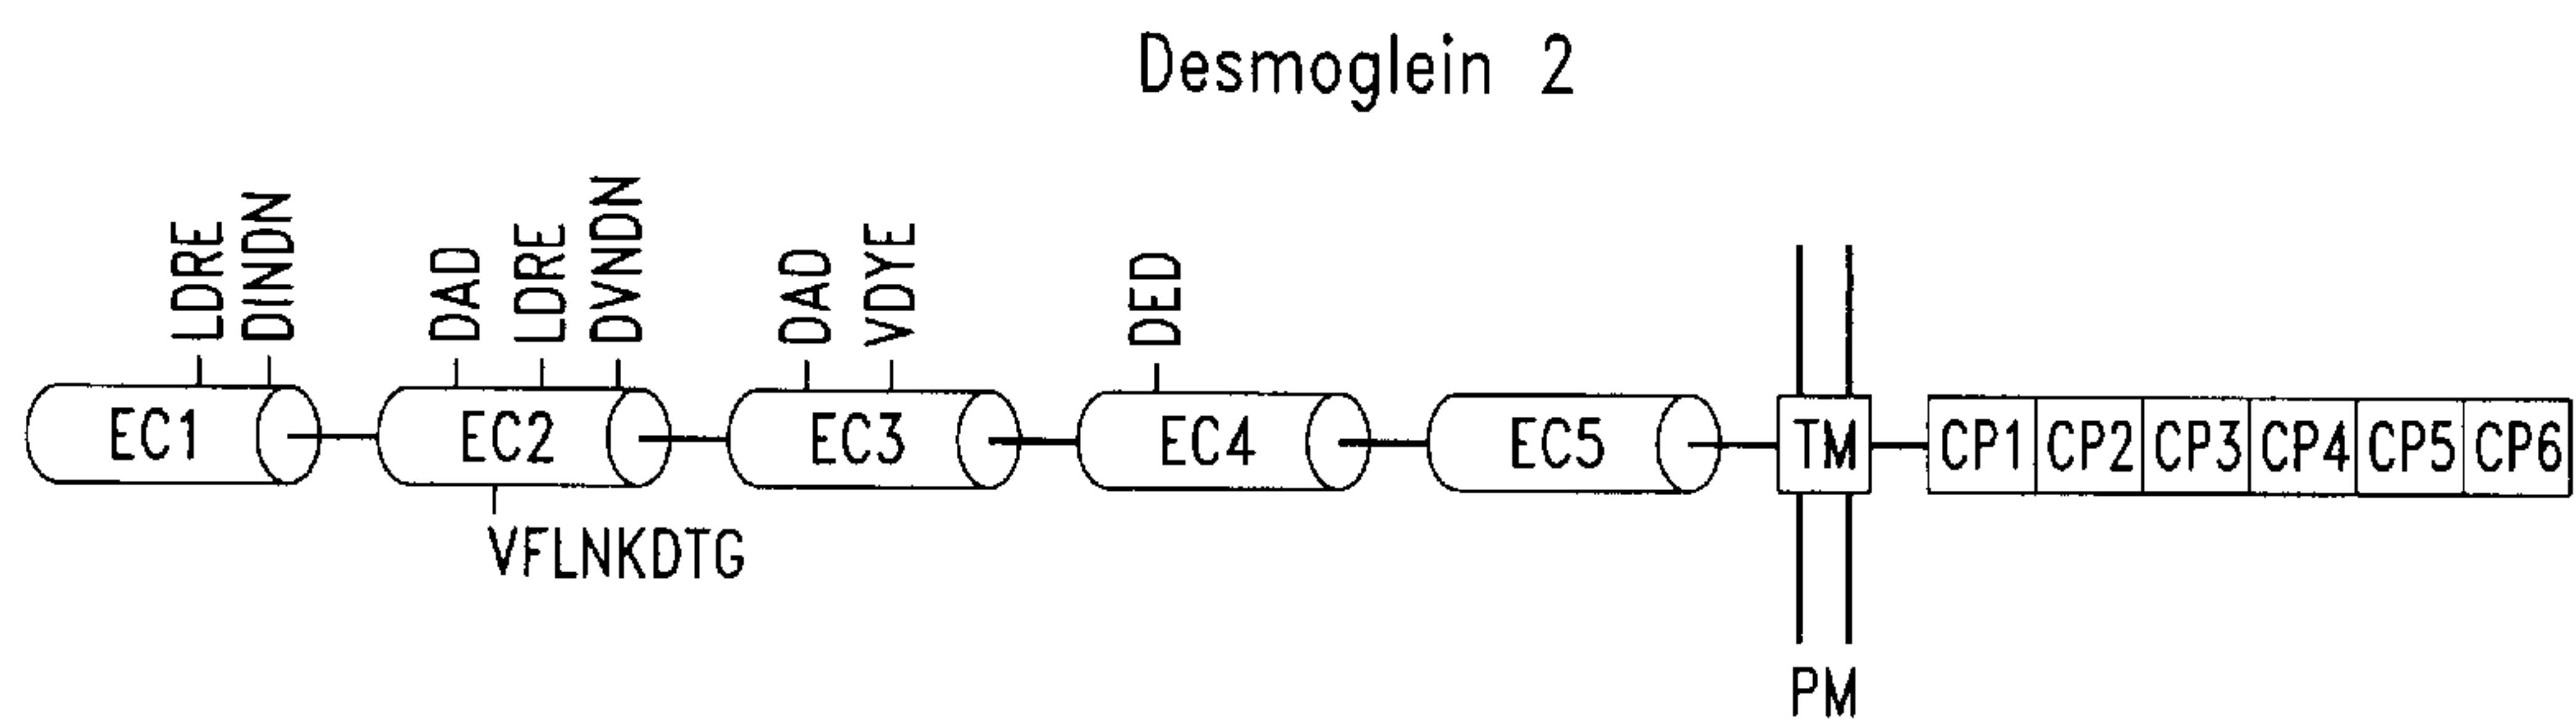 Desmoglein 2
LDRE
DINDN
DAD
LDRE
DVNDN
DAD
VDYE
DED
EC1
EC2
EC3
EC4
EC5
TM
CP1
CP2
CP3
CP4
CP5
CP6
VFLNKDTG
PM